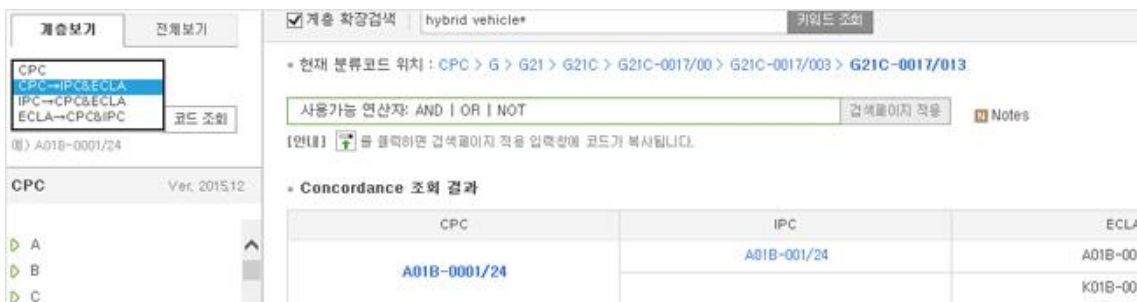 계층보기
전체보기
CPC
CPC→IPC&ECLA
IPC→CPC&ECLA
ECLA→CPC&IPC
코드 조회
예) A01B-0001/24
CPC
Ver. 2015.12
A
B
C
계층 확장검색
hybrid vehicle*
키워드 조회
현재 분류코드 위치 : CPC > G > G21 > G21C > G21C-0017/00 > G21C-0017/003 > G21C-0017/013
사용가능 연산자: AND | OR | NOT
검색페이지 적용
N Notes
[안내] 를 클릭하면 검색페이지 적용 입력창에 코드가 복사됩니다.
Concordance 조회 결과
CPC IPC ECLA
A01B-0001/24 A01B-001/24 A01B-00
K01B-00